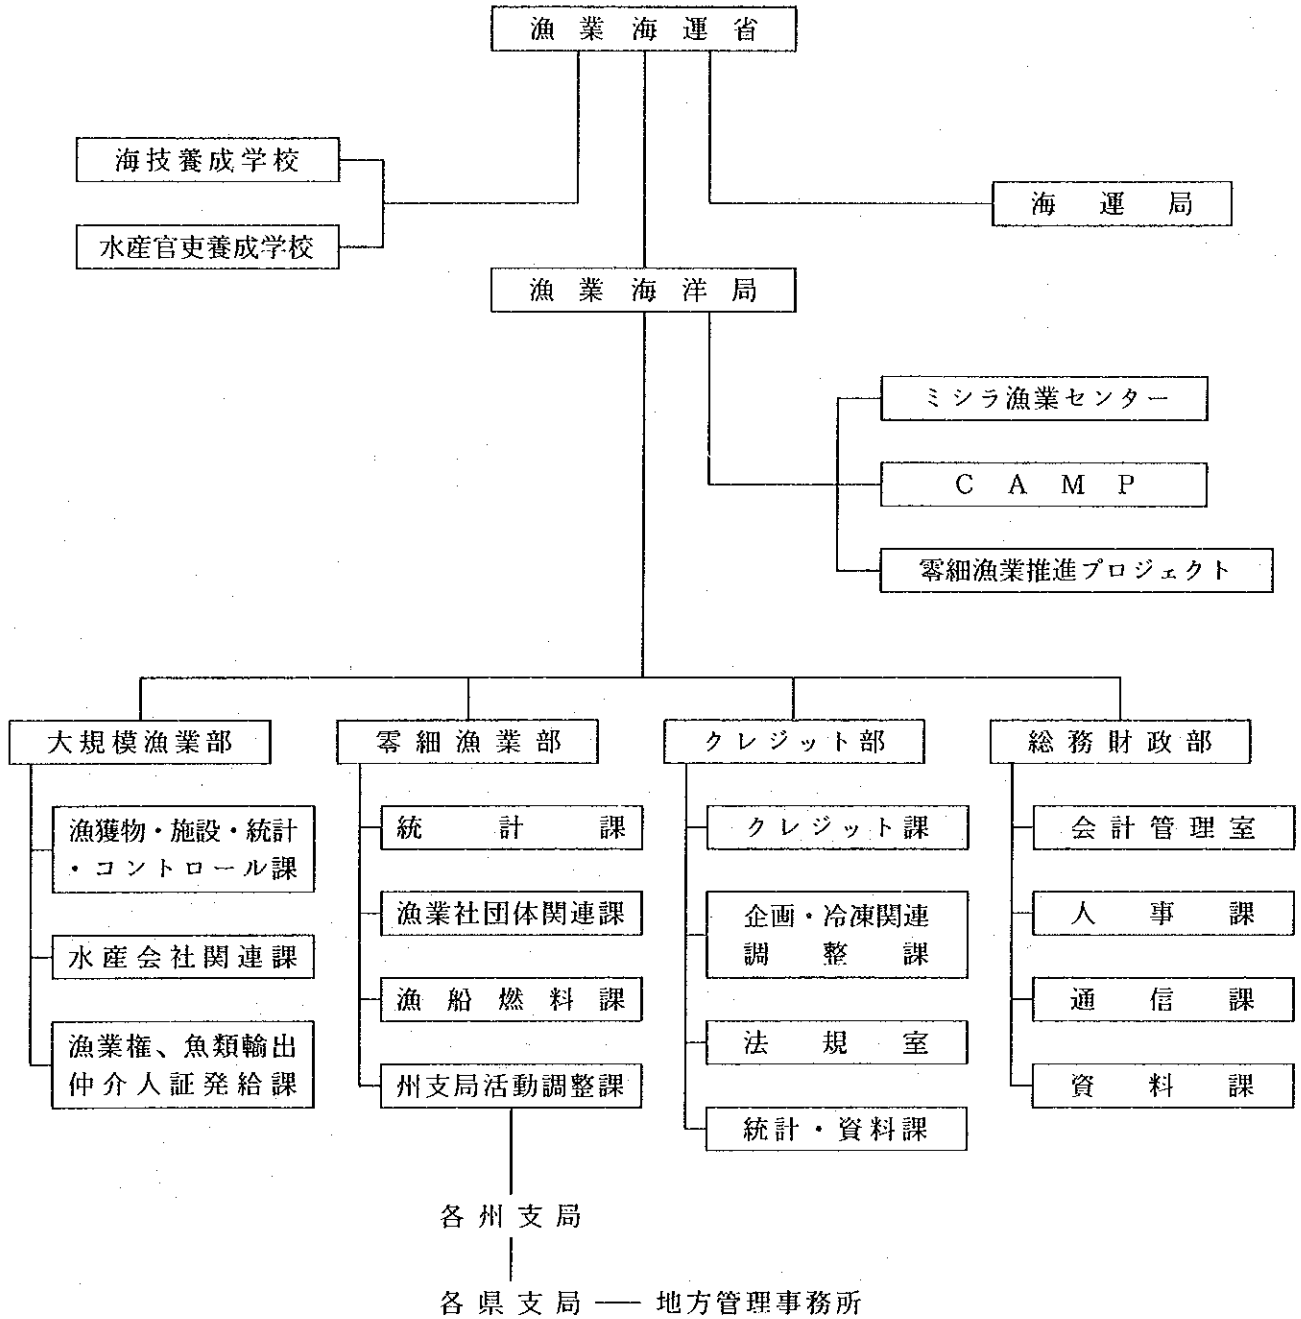 漁業海運省
海技養成学校
水産官吏養成学校
海運局
漁業海洋局
ミシラ漁業センター
CAMP
零細漁業推進プロジェクト
大規模漁業部
漁獲物・施設・統計
・コントロール課
水産会社関連課
漁業権、魚類輸出
仲介人証発給課
零細漁業部
統計課
漁業社団体関連課
漁船燃料課
州支局活動調整課
各州支局
各県支局 ── 地方管理事務所
クレジット部
クレジット課
企画・冷凍関連
調整課
法規室
統計・資料課
総務財政部
会計管理室
人事課
通信課
資料課